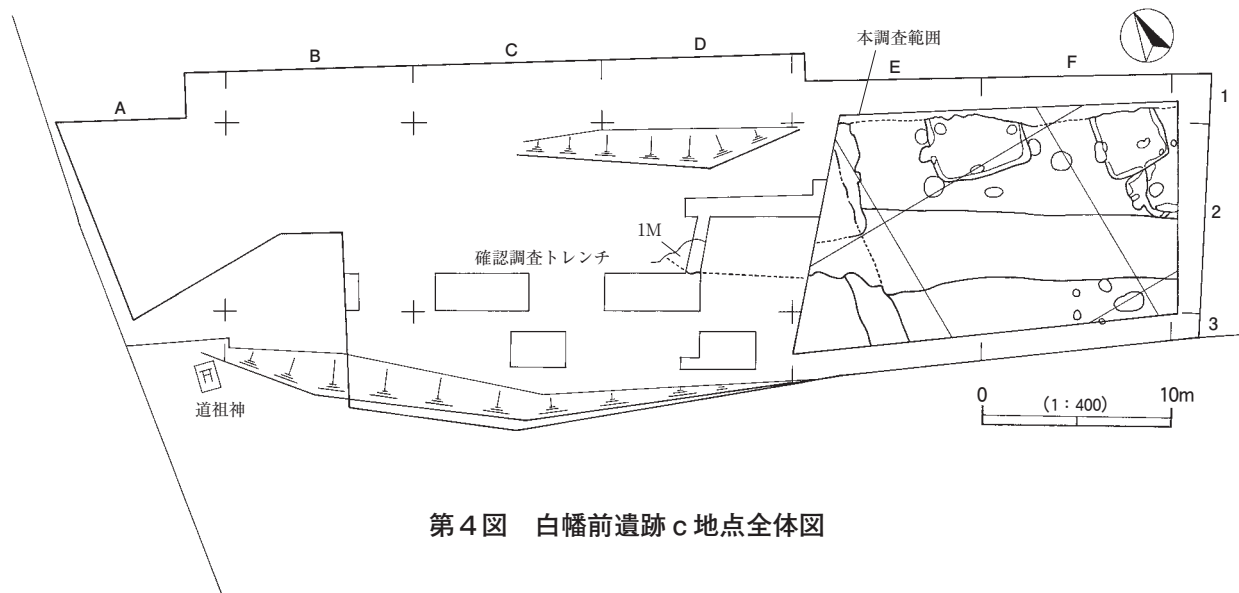 A
B
C
D
本調査範囲
E
F
1
2
3
1M
確認調査トレンチ
道祖神
0
(1:400)
10m
第4図 白幡前遺跡c地点全体図